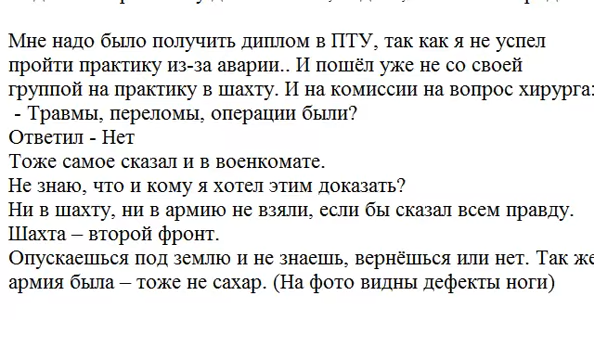 Мне надо было получить диплом в ПТУ, так как я не успел
пройти практику из-за аварии.. И пошёл уже не со своей
группой на практику в шахту. И на комиссии на вопрос хирурга:
- Травмы, переломы, операции были?
Ответил - Нет
Тоже самое сказал и в военкомате.
Не знаю, что и кому я хотел этим доказать?
Ни в шахту, ни в армию не взяли, если бы сказал всем правду.
Шахта – второй фронт.
Опускаешься под землю и не знаешь, вернёшься или нет. Так же
армия была – тоже не сахар. (На фото видны дефекты ноги)